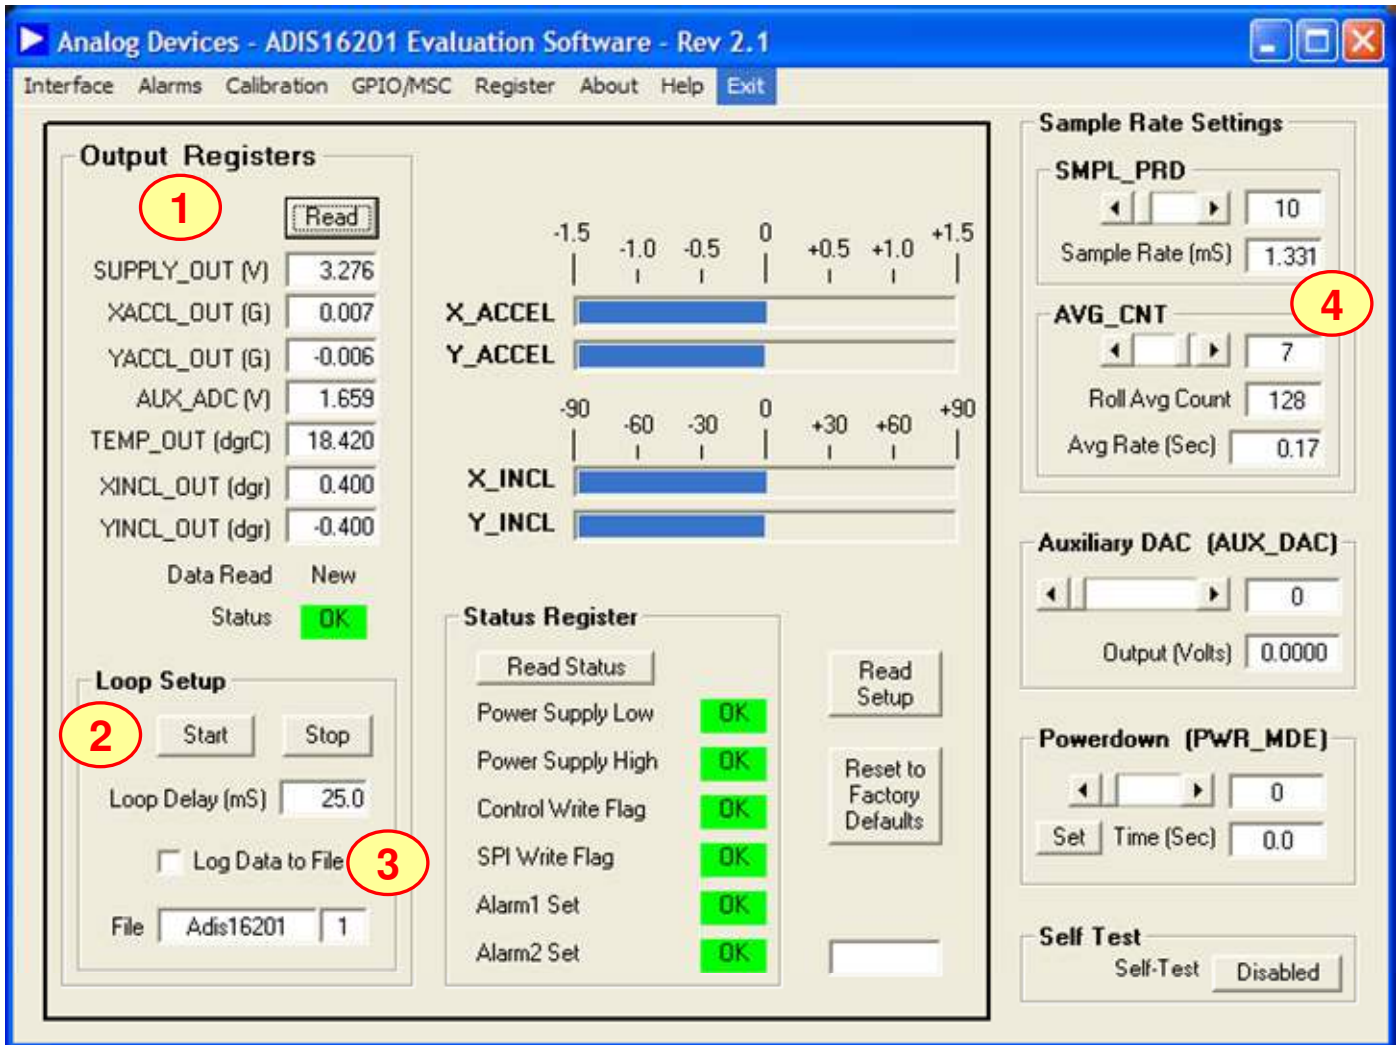 Analog Devices - ADIS16201 Evaluation Software - Rev 2.1
Interface Alarms Calibration GPIO/MSC Register About Help Exit
Output Registers
1
Read
SUPPLY_OUT (V) 3.276
XACCL_OUT (G) 0.007
YACCL_OUT (G) -0.006
AUX_ADC (V) 1.659
TEMP_OUT (dgrC) 18.420
XINCL_OUT (dgr) 0.400
YINCL_OUT (dgr) -0.400
Data Read New
Status OK
Loop Setup
2
Start Stop
Loop Delay (mS) 25.0
Log Data to File
3
File Adis16201 1
-1.5 -1.0 -0.5 0 +0.5 +1.0 +1.5
X_ACCEL
Y_ACCEL
-90 -60 -30 0 +30 +60 +90
X_INCL
Y_INCL
Status Register
Read Status
Power Supply Low OK
Power Supply High OK
Control Write Flag OK
SPI Write Flag OK
Alarm1 Set OK
Alarm2 Set OK
Read
Setup
Reset to
Factory
Defaults
Sample Rate Settings
SMPL_PRD
10
Sample Rate (mS) 1.331
4
AVG_CNT
7
Roll Avg Count 128
Avg Rate (Sec) 0.17
Auxiliary DAC (AUX_DAC)
0
Output (Volts) 0.0000
Powerdown (PWR_MDE)
0
Set Time (Sec) 0.0
Self Test
Self-Test Disabled